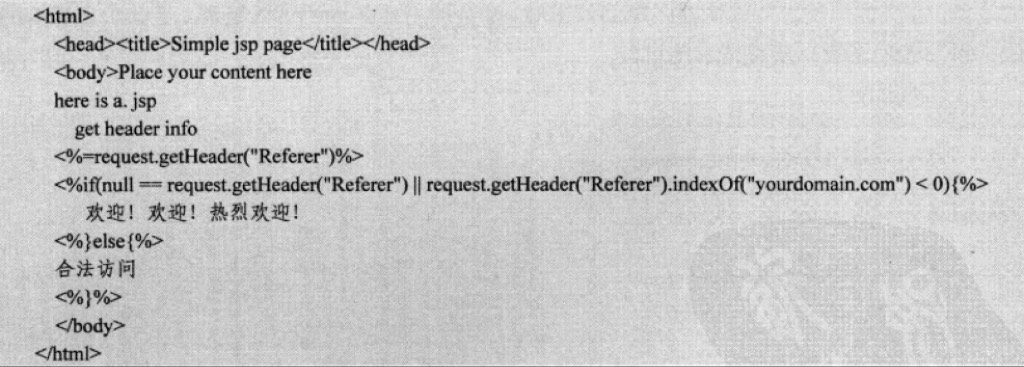 <html>
<head><title>Simple jsp page</title></head>
<body>Place your content here
here is a. jsp
get header info
<%=request.getHeader("Referer")%>
<%if(null == request.getHeader("Referer") || request.getHeader("Referer").indexOf("yourdomain.com") < 0){%>
欢迎！欢迎！热烈欢迎！
<%}else{%>
合法访问
<%}%>
</body>
</html>